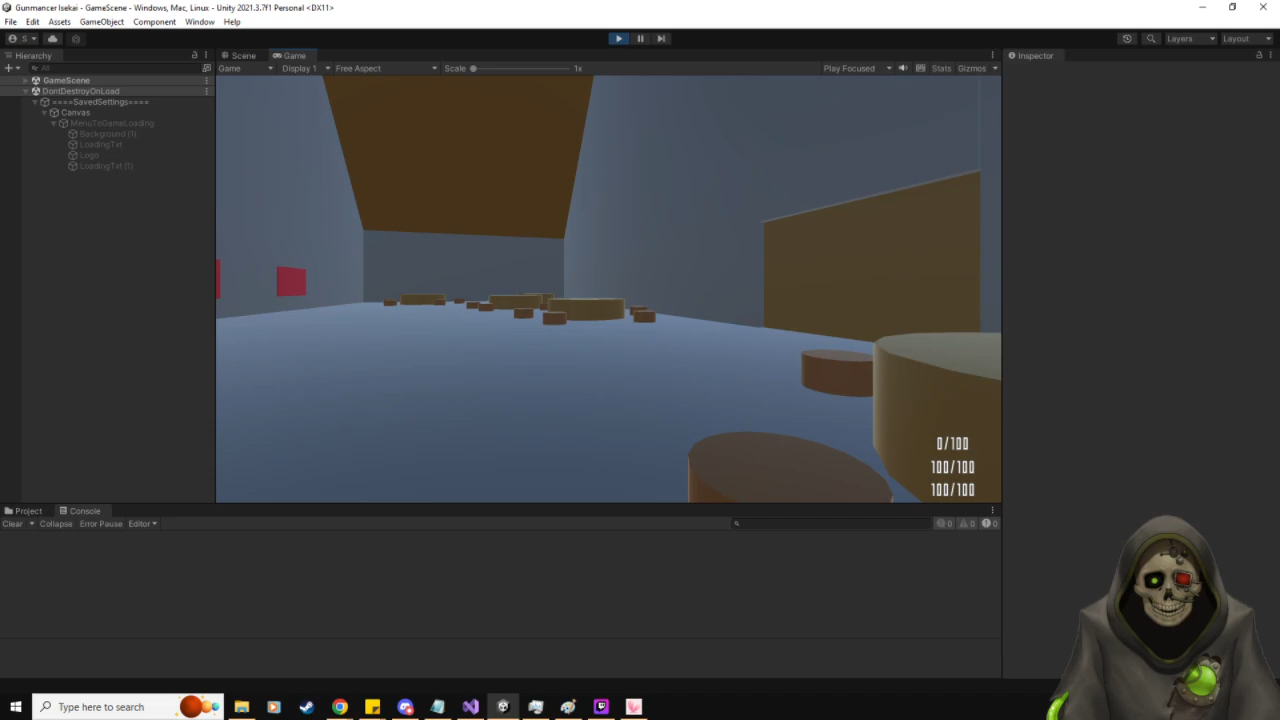 Gunmancer Isekai - GameScene - Windows, Mac, Linux - Unity 2021.3.7f1 Personal <DX11>
File Edit Assets GameObject Component Window Help
S Layers Layout
Hierarchy Scene Game Inspector
All Game Display 1 Free Aspect Scale 1x Play Focused Stats Gizmos
GameScene
DontDestroyOnLoad
====SavedSettings====
Canvas
MenuToGameLoading
Background (1)
LoadingTxt
Logo
LoadingTxt (1)
0/100
100/100
100/100
Project Console
Clear Collapse Error Pause Editor 0 0 0
Type here to search